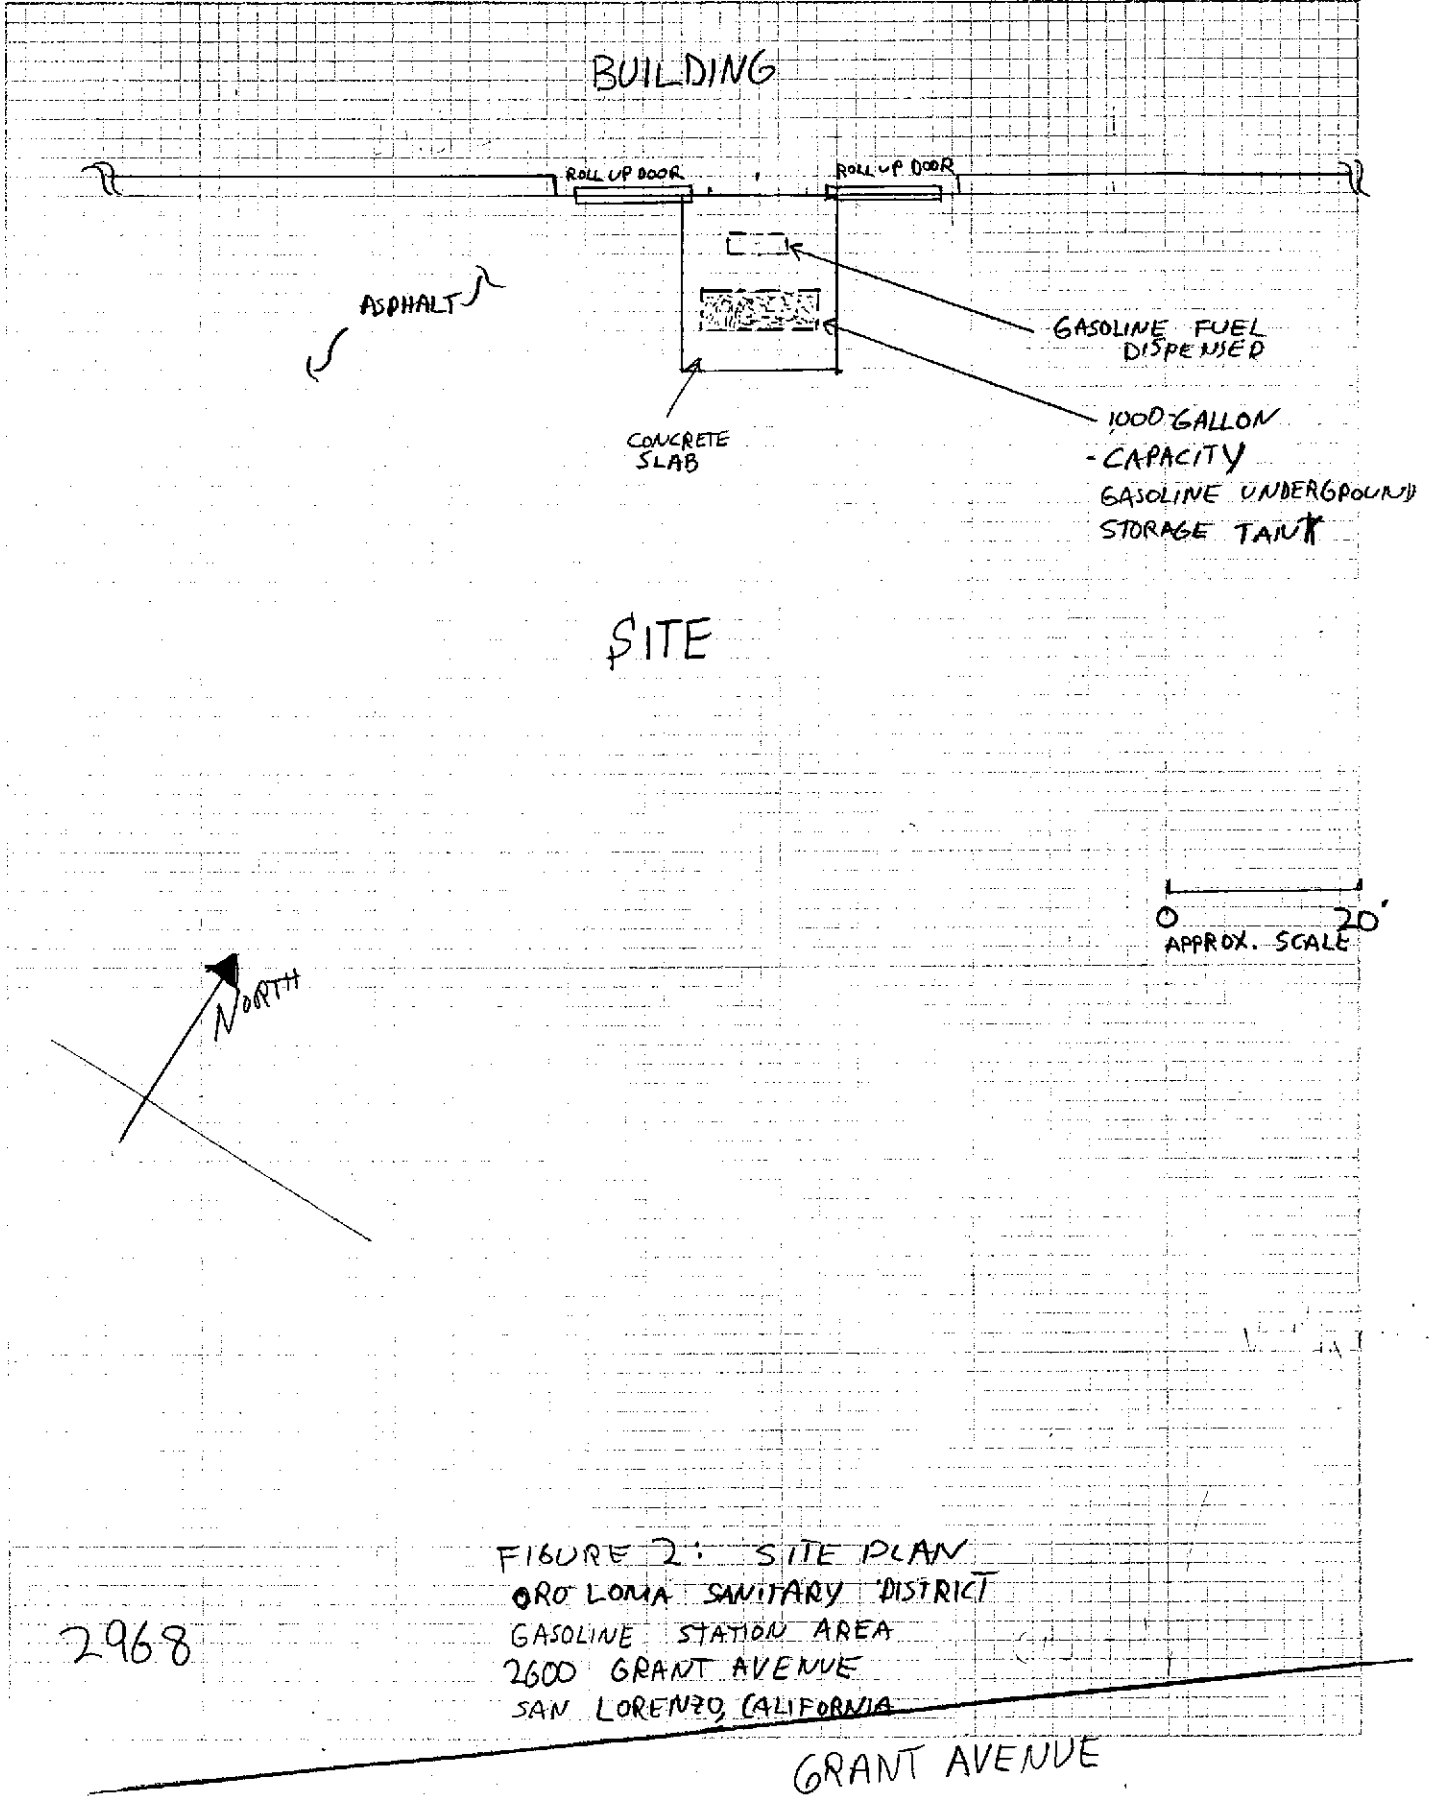 BUILDING
ROLL UP DOOR
ROLL UP DOOR
ASPHALT
GASOLINE FUEL
DISPENSED
1000-GALLON
- CAPACITY
GASOLINE UNDERGROUND
STORAGE TANK
CONCRETE
SLAB
SITE
0 20'
APPROX. SCALE
NORTH
FIGURE 2: SITE PLAN
ORO LOMA SANITARY DISTRICT
GASOLINE STATION AREA
2600 GRANT AVENUE
SAN LORENZO, CALIFORNIA
2968
GRANT AVENUE